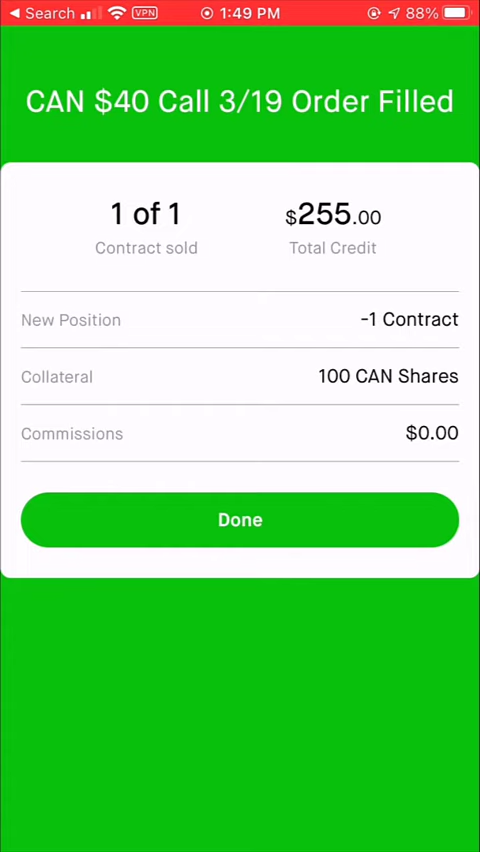 Search VPN 1:49 PM 88%
CAN $40 Call 3/19 Order Filled
1 of 1 $255.00
Contract sold Total Credit
New Position -1 Contract
Collateral 100 CAN Shares
Commissions $0.00
Done